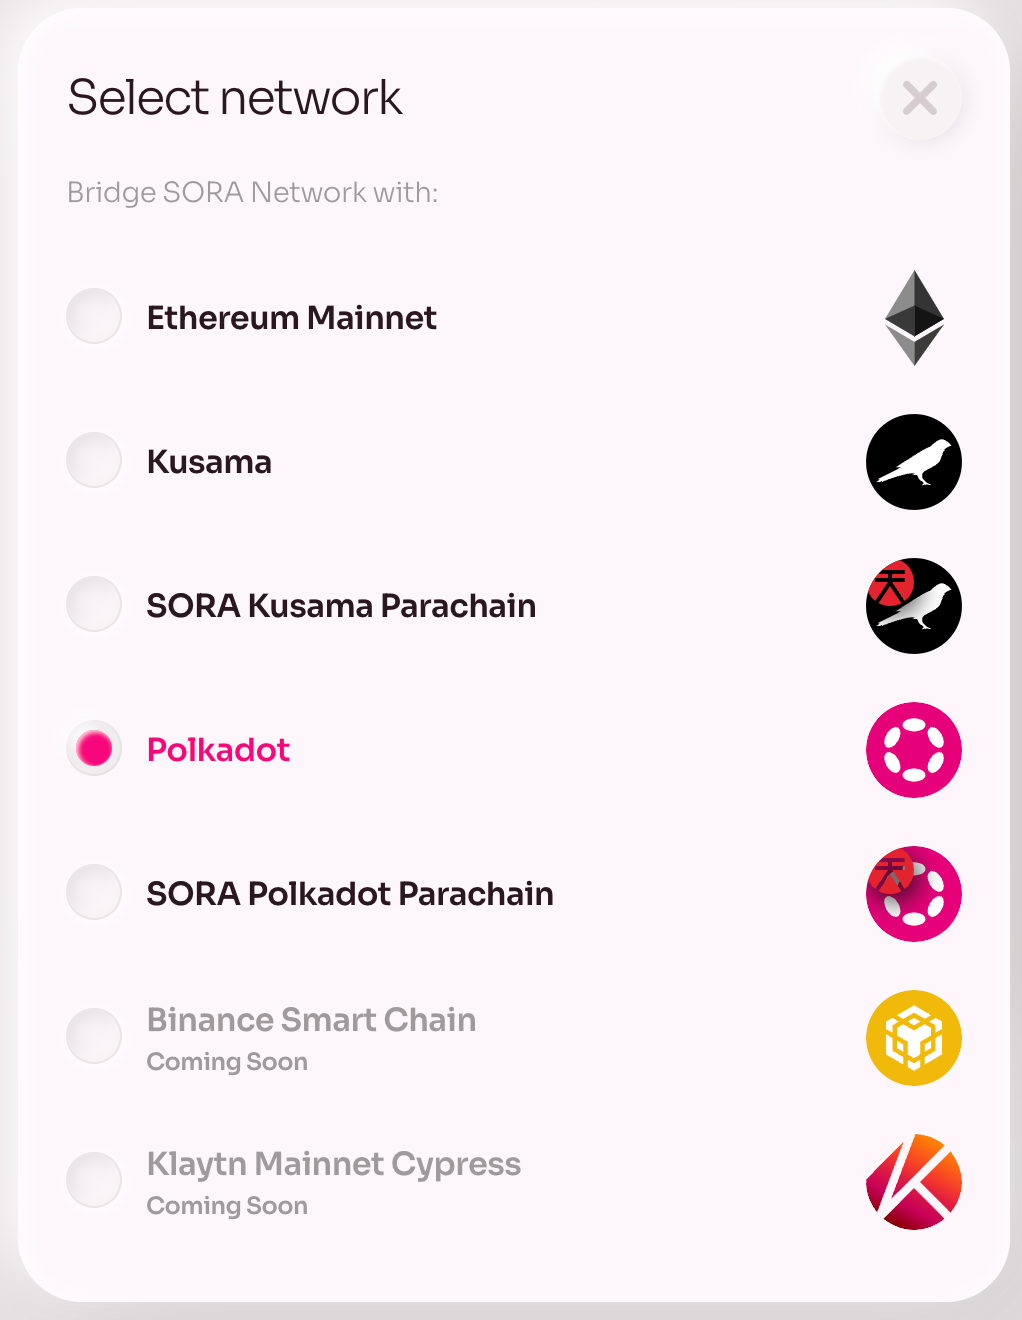 Select network
Bridge SORA Network with:
Ethereum Mainnet
Kusama
SORA Kusama Parachain
Polkadot
SORA Polkadot Parachain
Binance Smart Chain
Coming Soon
Klaytn Mainnet Cypress
Coming Soon